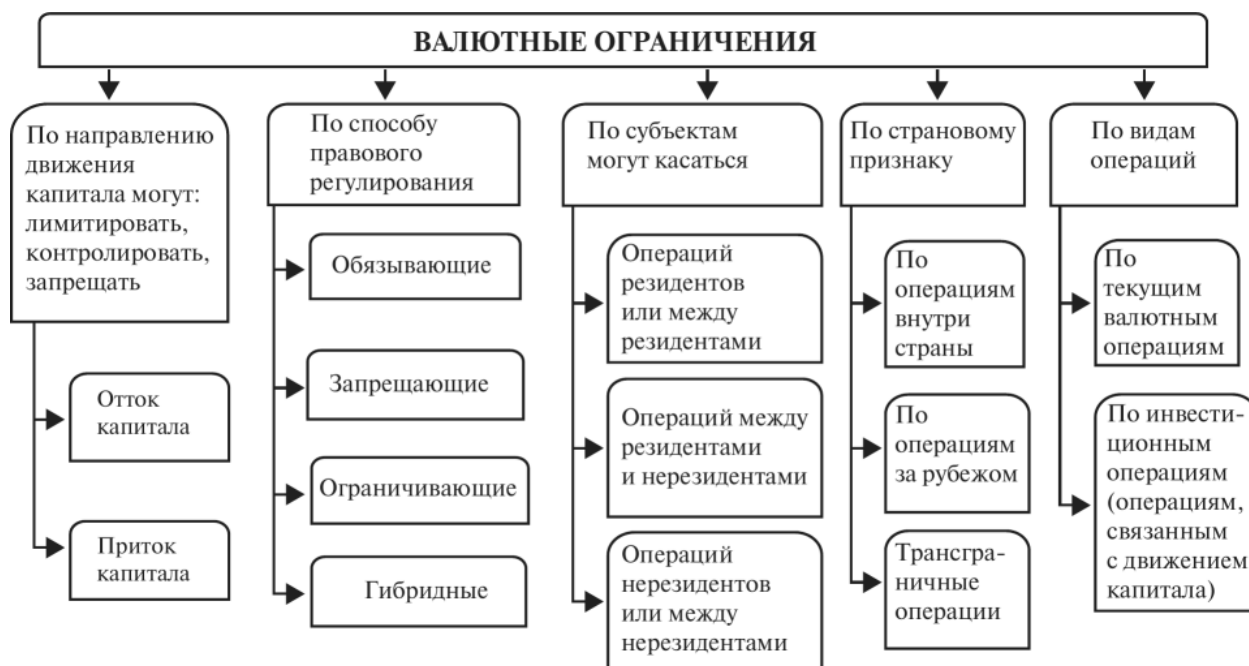 ВАЛЮТНЫЕ ОГРАНИЧЕНИЯ
По направлению
движения
капитала могут:
лимитировать,
контролировать,
запрещать
Отток
капитала
Приток
капитала
По способу
правового
регулирования
Обязывающие
Запрещающие
Ограничивающие
Гибридные
По субъектам
могут касаться
Операций
резидентов
или между
резидентами
Операций между
резидентами
и нерезидентами
Операций
нерезидентов
или между
нерезидентами
По страновому
признаку
По
операциям
внутри
страны
По
операциям
за рубежом
Трансгра-
ничные
операции
По видам
операций
По
текущим
валютным
операциям
По инвести-
ционным
операциям
(операциям,
связанным
с движением
капитала)